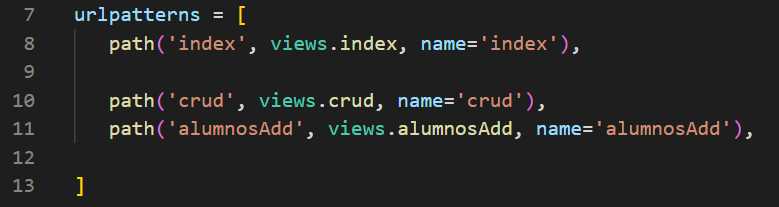 7 urlpatterns = [
8 path('index', views.index, name='index'),
9
10 path('crud', views.crud, name='crud'),
11 path('alumnosAdd', views.alumnosAdd, name='alumnosAdd'),
12
13 ]